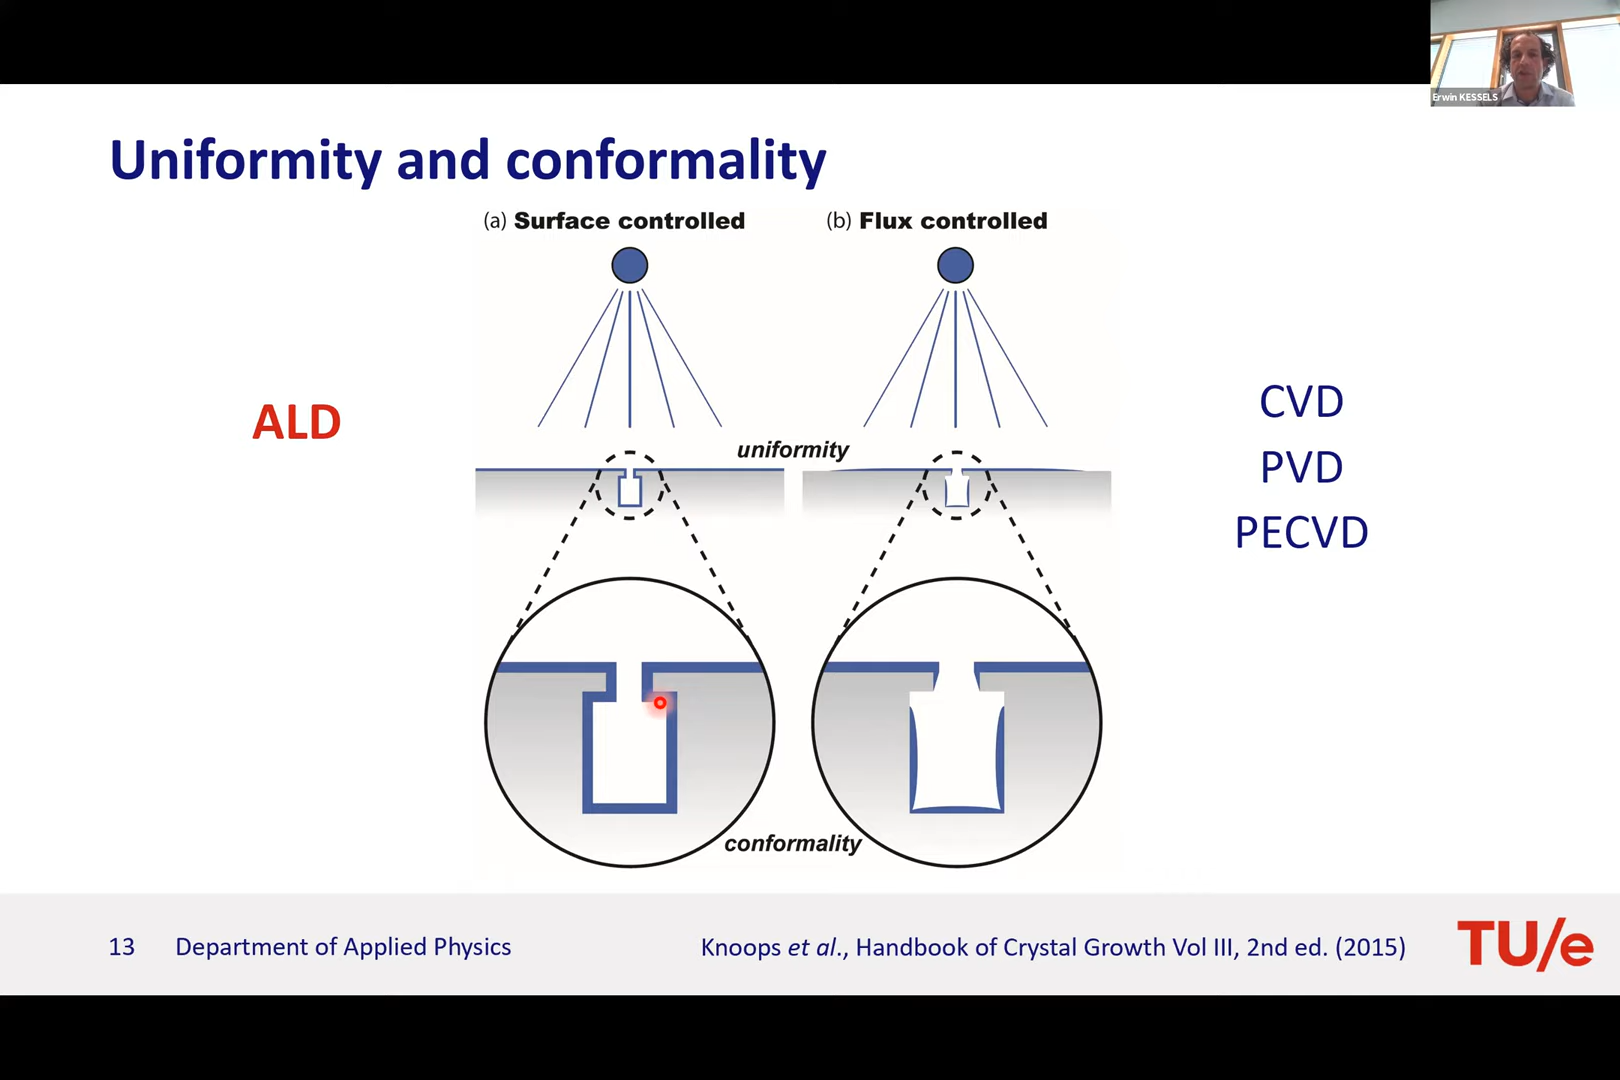 Erwin KESSELS
Uniformity and conformality
(a) Surface controlled
(b) Flux controlled
ALD
uniformity
CVD
PVD
PECVD
conformality
13
Department of Applied Physics
Knoops et al., Handbook of Crystal Growth Vol III, 2nd ed. (2015)
TU/e